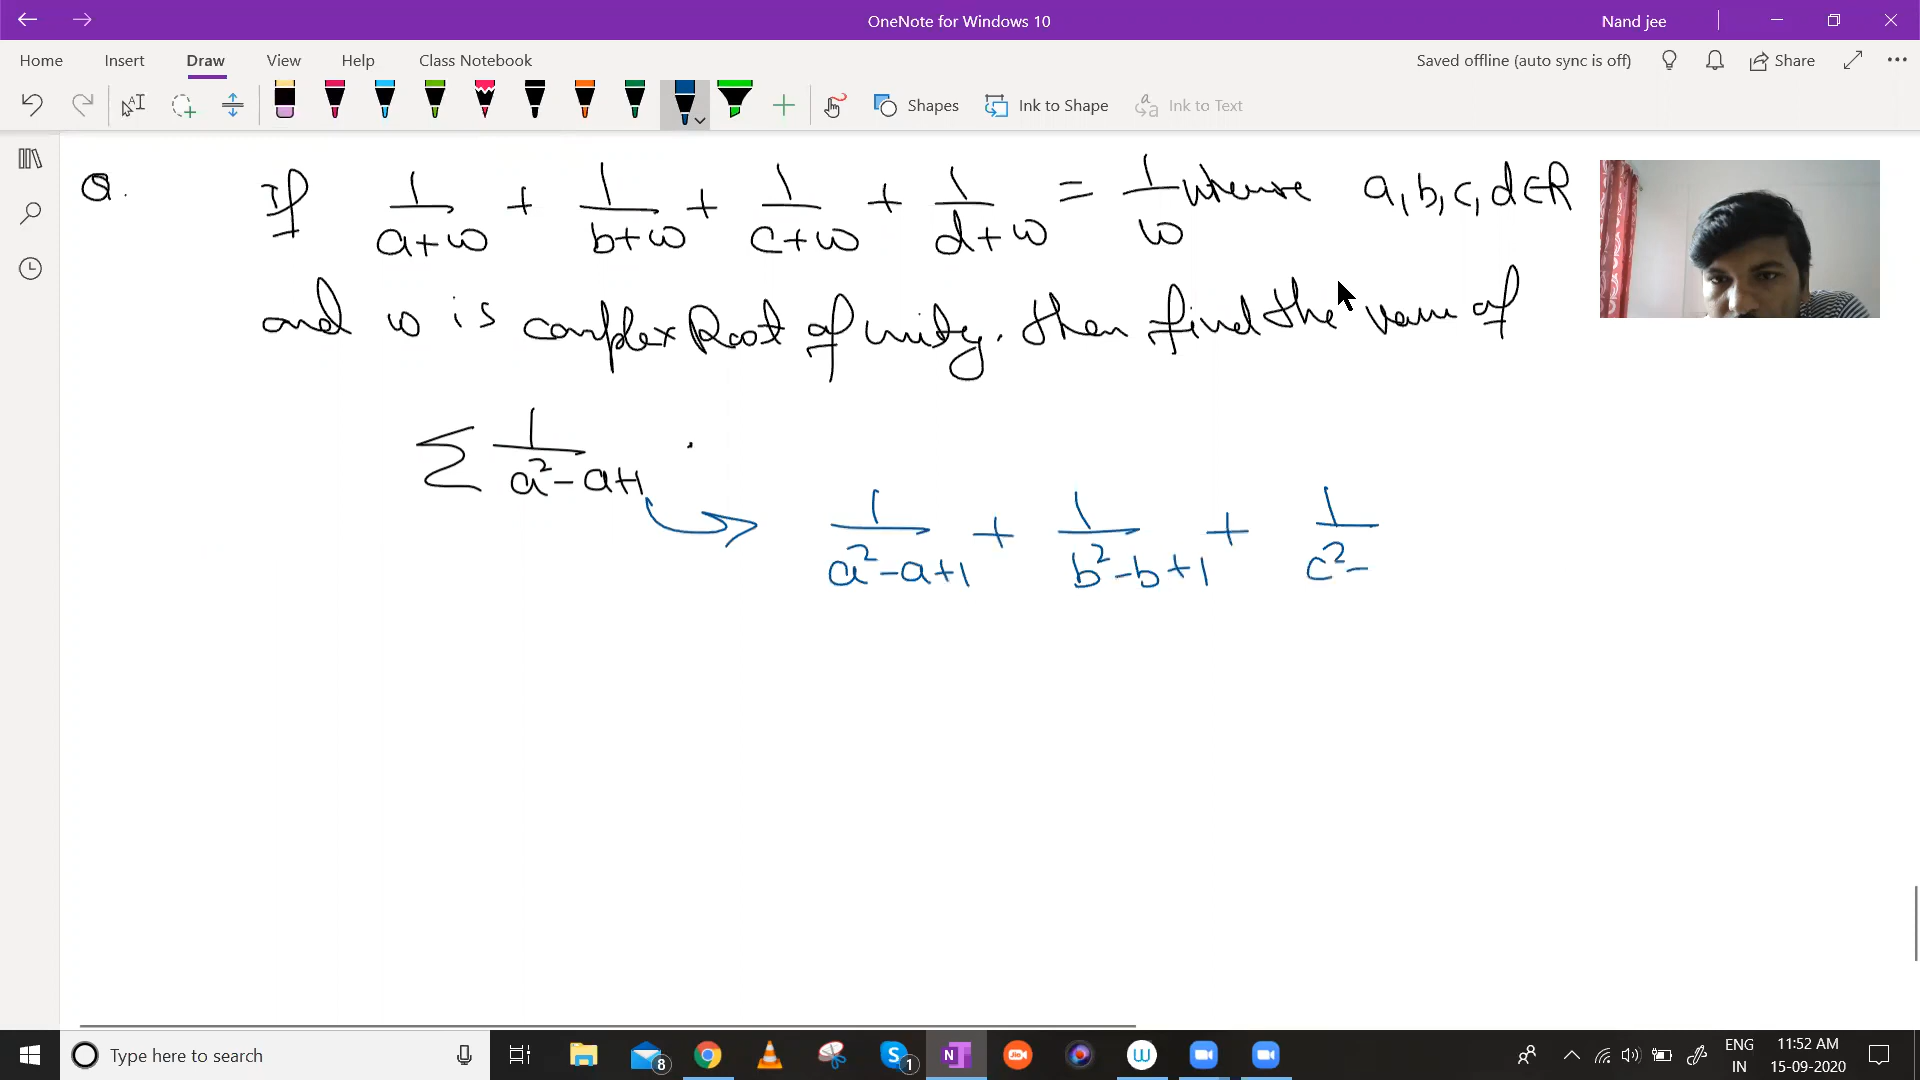 OneNote for Windows 10
Nand jee
Home Insert Draw View Help Class Notebook
Saved offline (auto sync is off) Share
Shapes Ink to Shape Ink to Text
Q. If 1/(a+ω) + 1/(b+ω) + 1/(c+ω) + 1/(d+ω) = 1/ω where a,b,c,d∈R
and ω is complex Root of unity. then find the value of
Σ 1/(a²-a+1) .
1/(a²-a+1) + 1/(b²-b+1) + 1/(c²-
Type here to search
8
1
N
Jio
W
ENG
IN
11:52 AM
15-09-2020